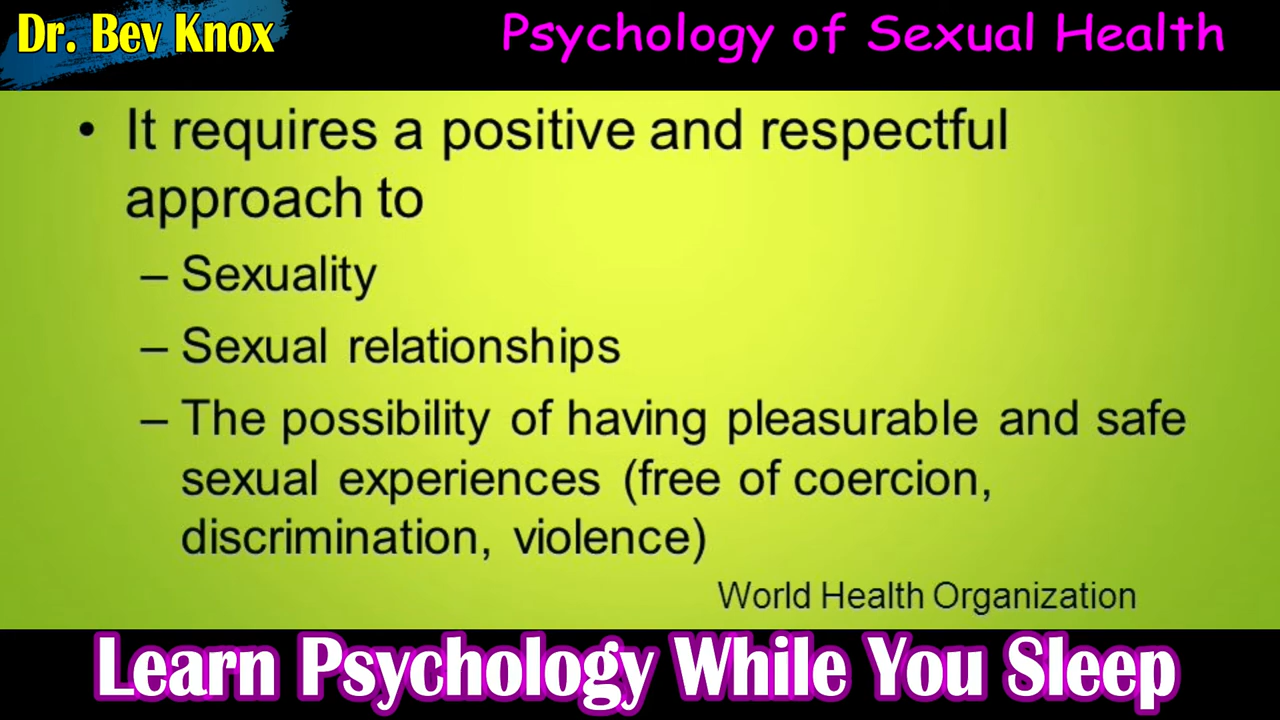 Dr. Bev Knox
Psychology of Sexual Health
• It requires a positive and respectful
approach to
– Sexuality
– Sexual relationships
– The possibility of having pleasurable and safe
sexual experiences (free of coercion,
discrimination, violence)
World Health Organization
Learn Psychology While You Sleep